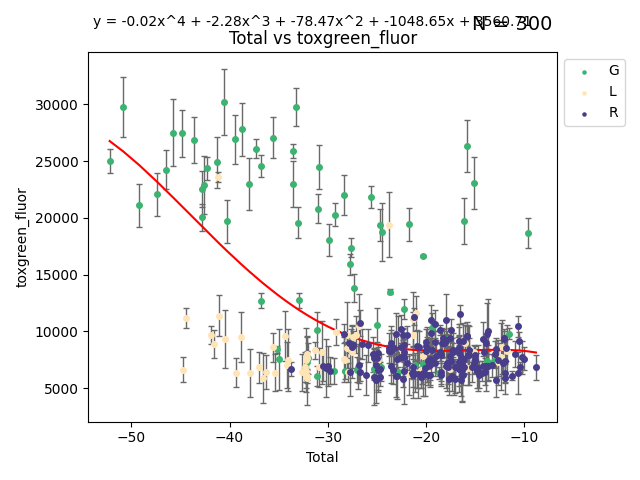 y = -0.02x^4 + -2.28x^3 + -78.47x^2 + -1048.65x + 3560.71
N = 300
Total vs toxgreen_fluor
G
L
R
30000
25000
20000
15000
10000
5000
toxgreen_fluor
−50 −40 −30 −20 −10
Total